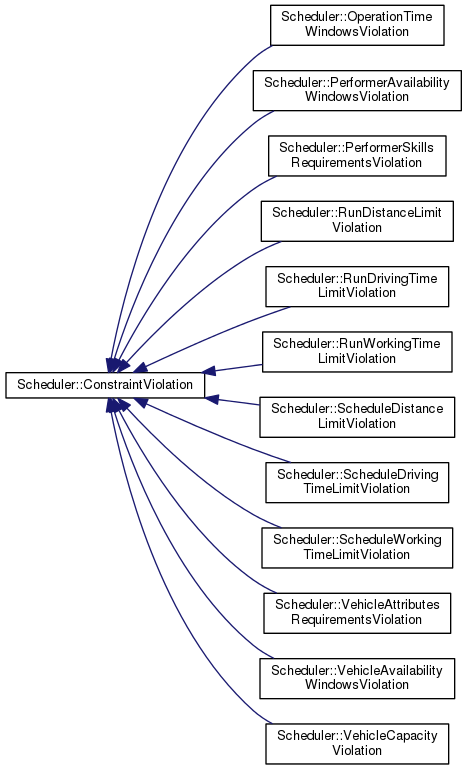 Scheduler::OperationTime
WindowsViolation
Scheduler::PerformerAvailability
WindowsViolation
Scheduler::PerformerSkills
RequirementsViolation
Scheduler::RunDistanceLimit
Violation
Scheduler::RunDrivingTime
LimitViolation
Scheduler::RunWorkingTime
LimitViolation
Scheduler::ConstraintViolation
Scheduler::ScheduleDistance
LimitViolation
Scheduler::ScheduleDriving
TimeLimitViolation
Scheduler::ScheduleWorking
TimeLimitViolation
Scheduler::VehicleAttributes
RequirementsViolation
Scheduler::VehicleAvailability
WindowsViolation
Scheduler::VehicleCapacity
Violation